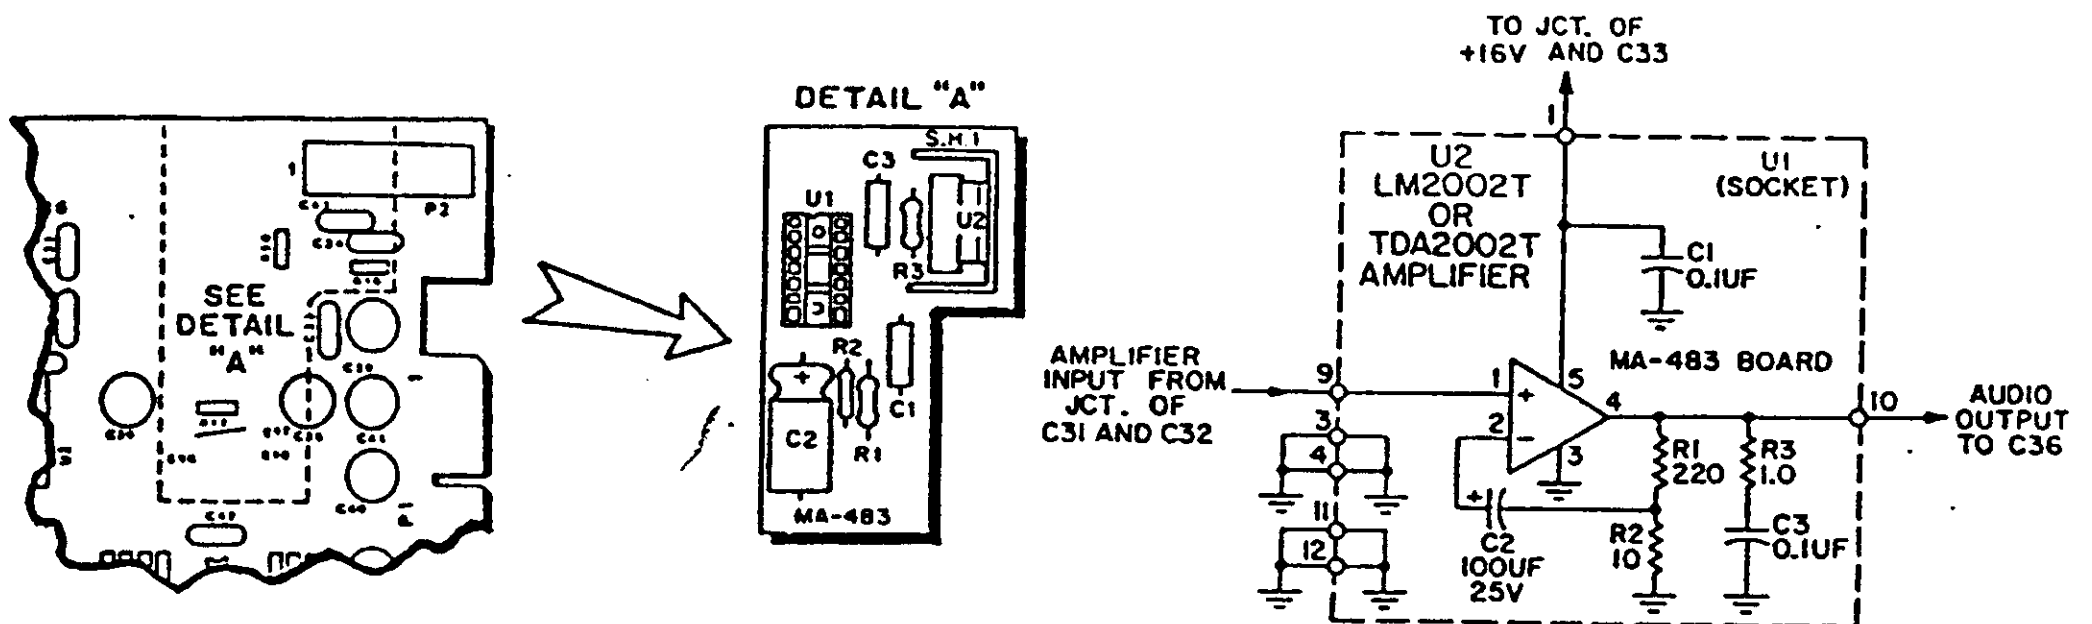 1
P2
SEE
DETAIL
"A"
DETAIL "A"
S.H.1
C3
U1
U2
R3
R2
C1
C2
R1
MA-483
TO JCT. OF
+16V AND C33
1
U2
LM2002T
OR
TDA2002T
AMPLIFIER
U1
(SOCKET)
C1
0.1UF
MA-483 BOARD
AMPLIFIER
INPUT FROM
JCT. OF
C31 AND C32
9
1
+
5
4
2
−
3
10
AUDIO
OUTPUT
TO C36
3
4
11
12
+
C2
100UF
25V
R1
220
R3
1.0
R2
10
C3
0.1UF